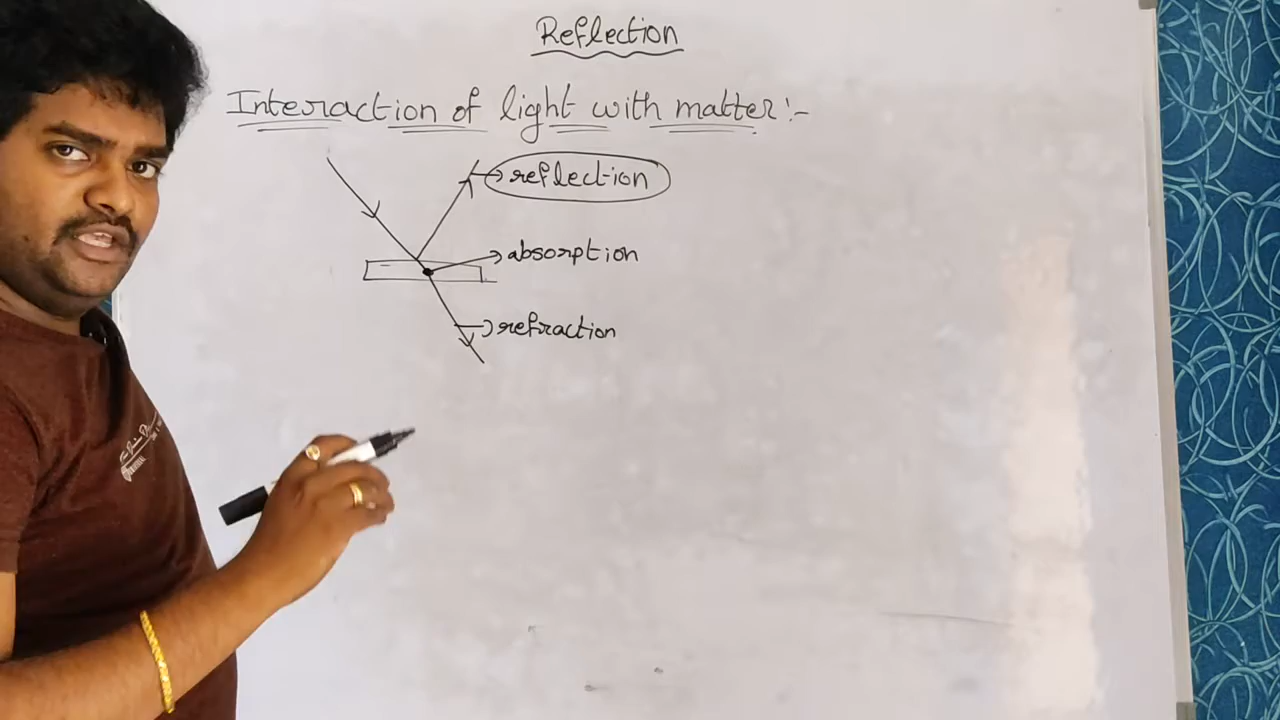 Reflection
Interaction of light with matter :-
reflection
absorption
refraction